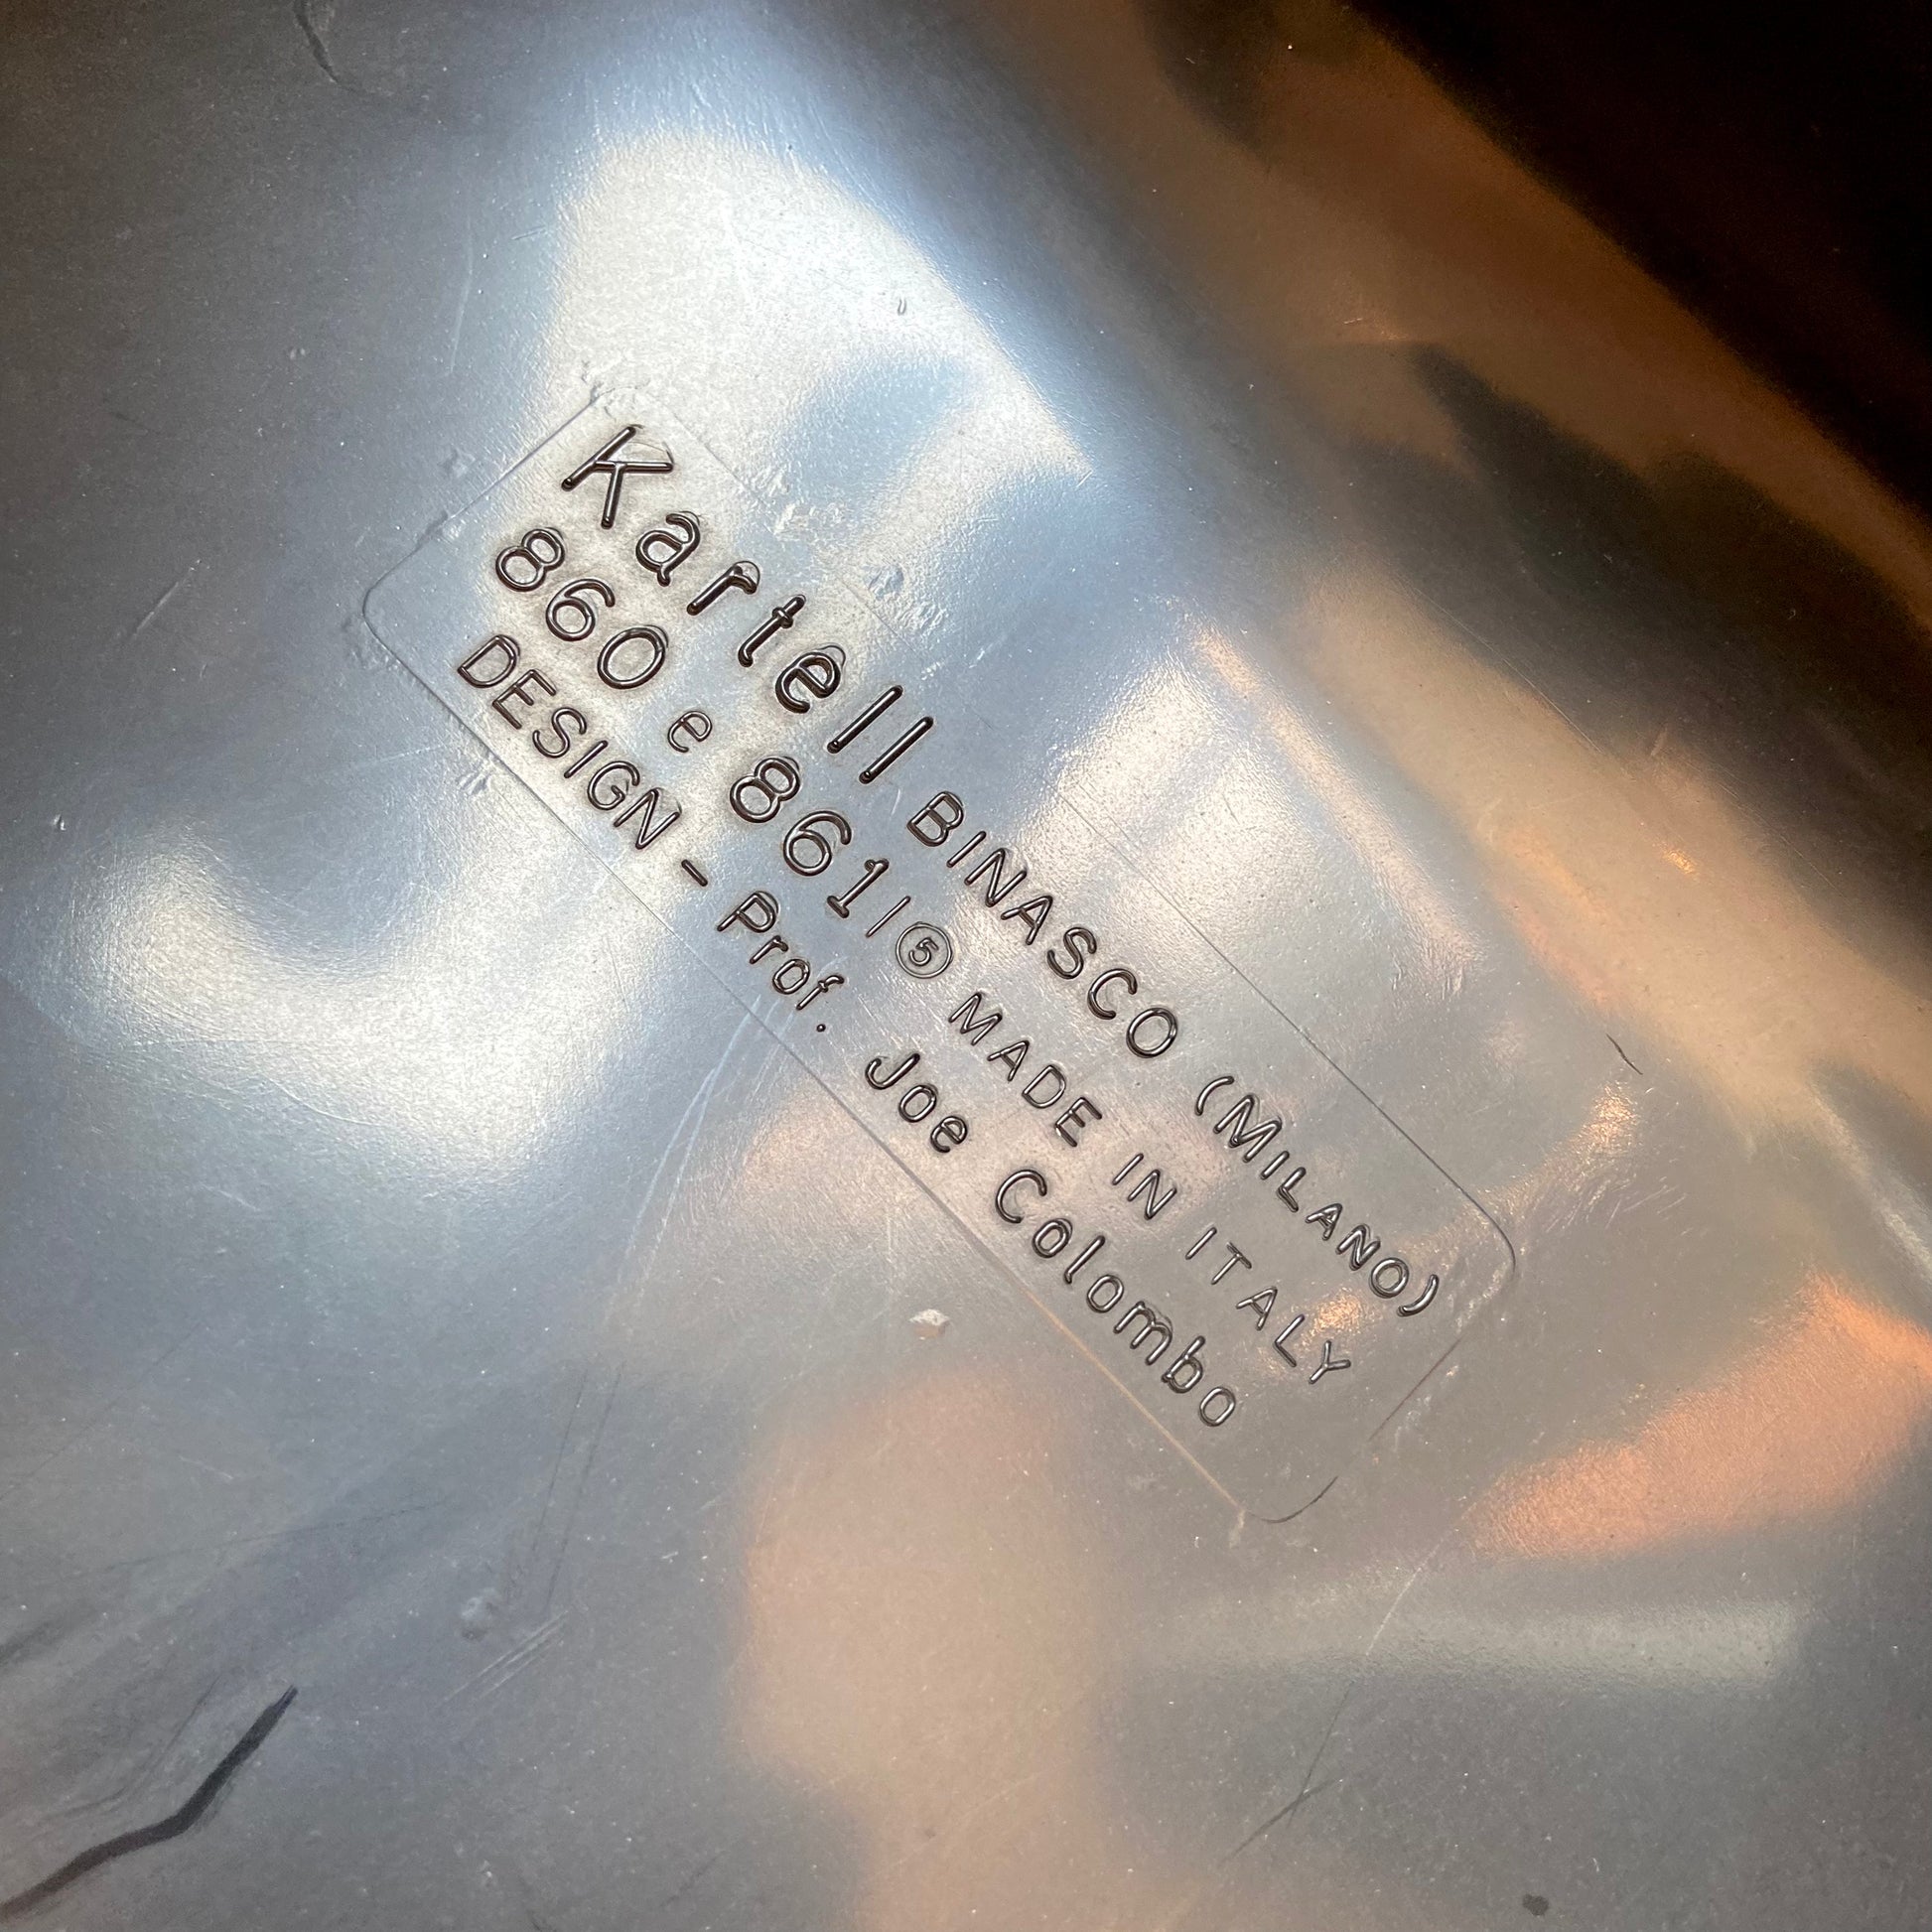 Kartell BINASCO (MILANO)
860 e 861/⑤ MADE IN ITALY
DESIGN - Prof. Joe Colombo